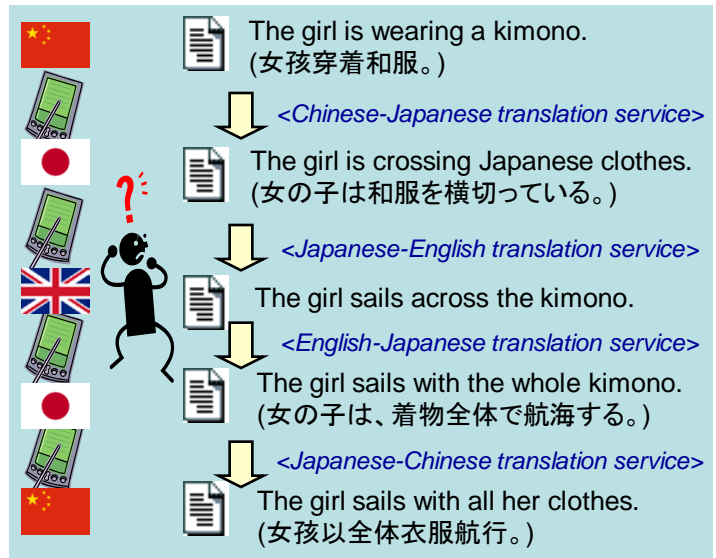 The girl is wearing a kimono.
(女孩穿着和服。)
<Chinese-Japanese translation service>
The girl is crossing Japanese clothes.
(女の子は和服を横切っている。)
?
<Japanese-English translation service>
The girl sails across the kimono.
<English-Japanese translation service>
The girl sails with the whole kimono.
(女の子は、着物全体で航海する。)
<Japanese-Chinese translation service>
The girl sails with all her clothes.
(女孩以全体衣服航行。)